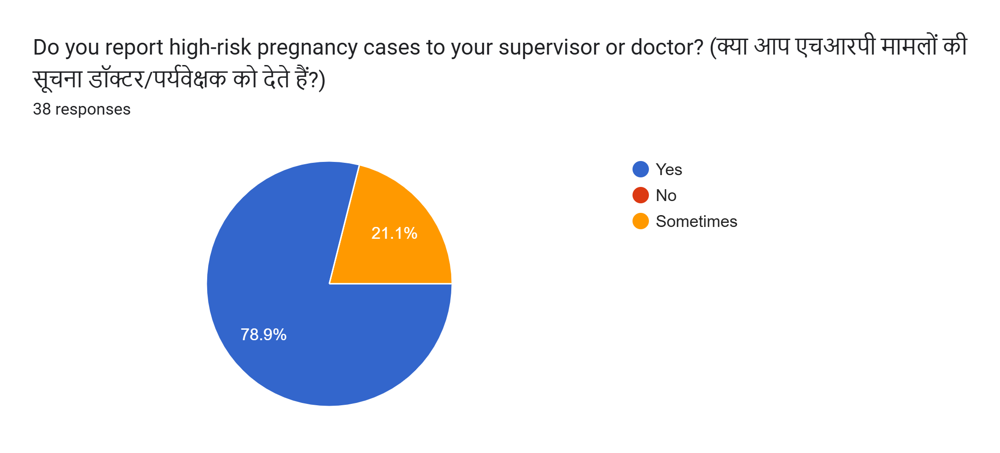 Do you report high-risk pregnancy cases to your supervisor or doctor? (क्या आप एचआरपी मामलों की
सूचना डॉक्टर/पर्यवेक्षक को देते हैं?)
38 responses
Yes
No
Sometimes
21.1%
78.9%